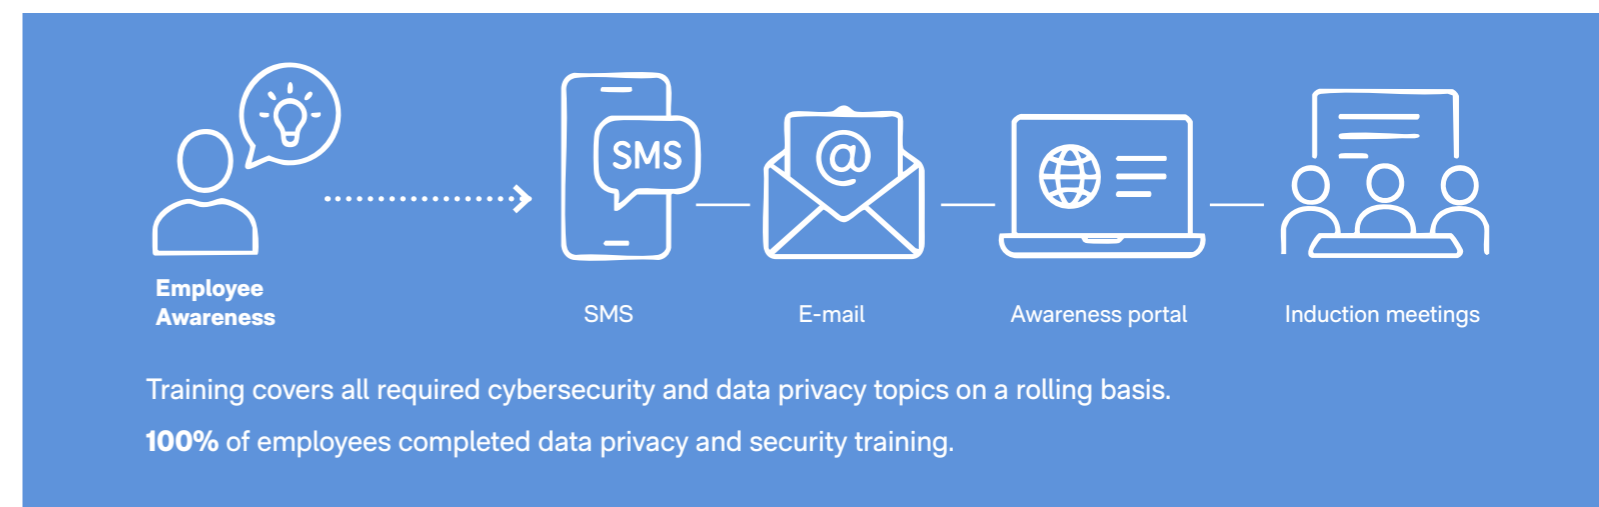 SMS
@
Employee
Awareness
SMS
E-mail
Awareness portal
Induction meetings
Training covers all required cybersecurity and data privacy topics on a rolling basis.
100% of employees completed data privacy and security training.